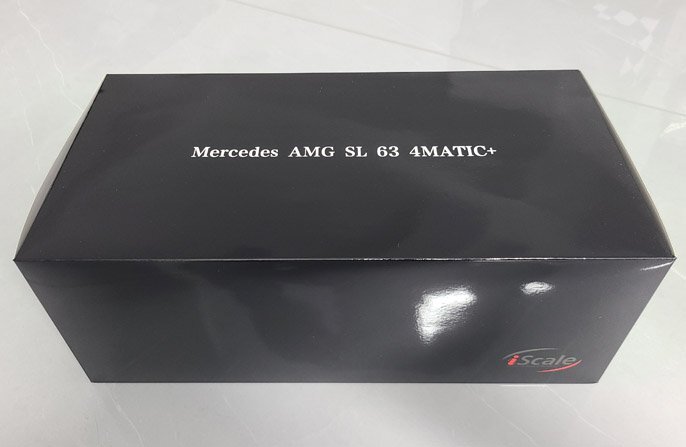 Mercedes AMG SL 63 4MATIC+
iScale